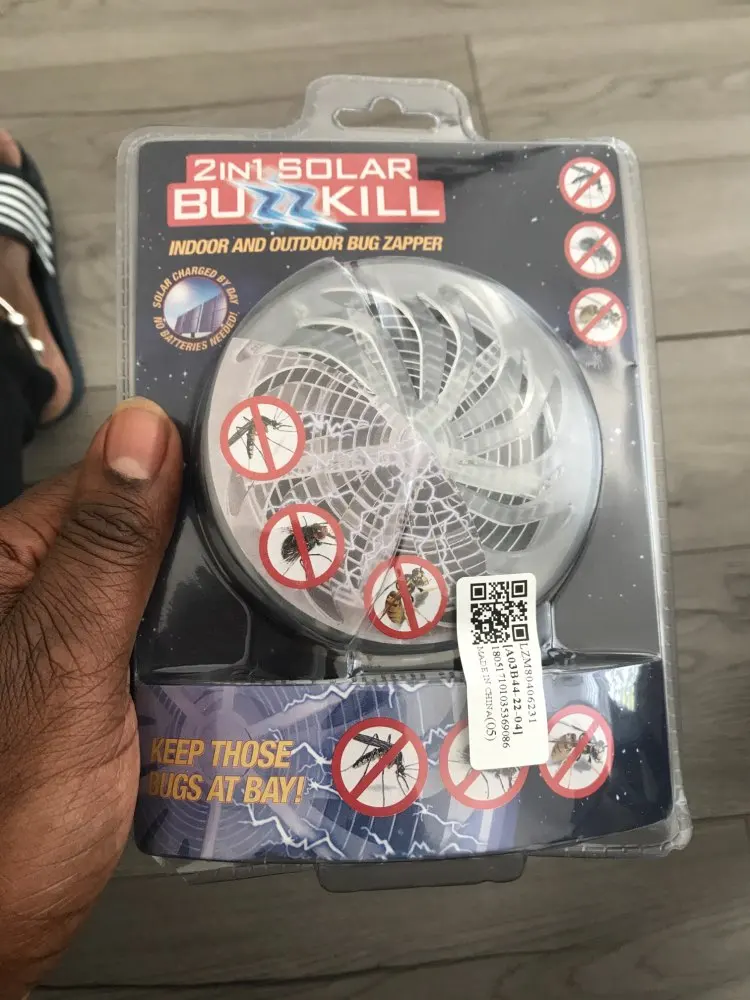 2IN1 SOLAR
BUZZKILL
INDOOR AND OUTDOOR BUG ZAPPER
SOLAR CHARGED BY DAY
NO BATTERIES NEEDED!
LZM80406231
[A03B44-22-04]
180517101035369086
MADE IN CHINA(05)
KEEP THOSE
BUGS AT BAY!